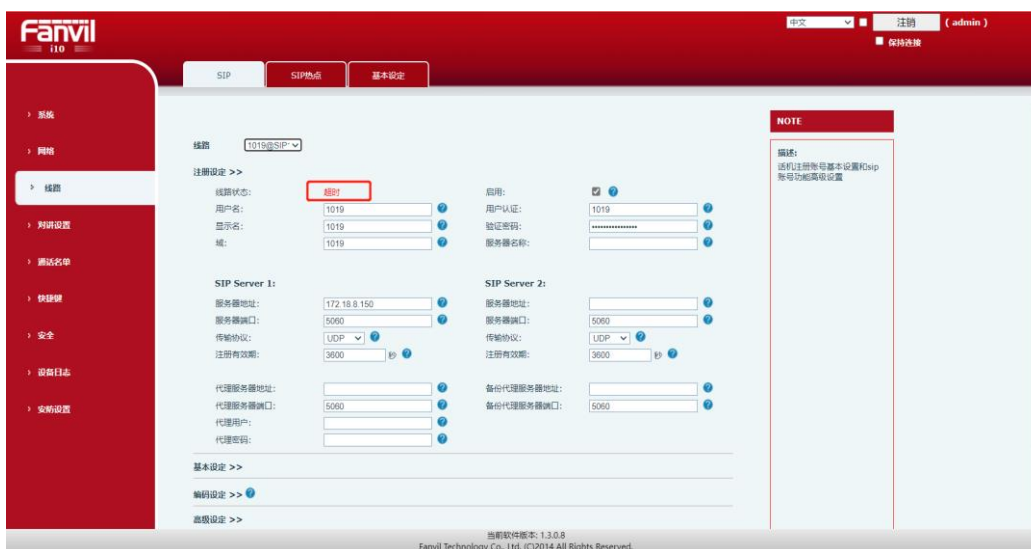 Fanvil
i10
中文
注销
( admin )
保持连接
SIP
SIP热点
基本设定
› 系统
› 网络
› 线路
› 对讲设置
› 通话名单
› 快捷键
› 安全
› 设备日志
› 安防设置
线路 1019@SIP1
注册设定 >>
线路状态: 超时 启用:
用户名: 1019 用户认证: 1019
显示名: 1019 验证密码: ••••••••••••••••
域: 1019 服务器名称:
SIP Server 1: SIP Server 2:
服务器地址: 172.18.8.150 服务器地址:
服务器端口: 5060 服务器端口: 5060
传输协议: UDP 传输协议: UDP
注册有效期: 3600 秒 注册有效期: 3600 秒
代理服务器地址: 备份代理服务器地址:
代理服务器端口: 5060 备份代理服务器端口: 5060
代理用户:
代理密码:
基本设定 >>
编码设定 >>
高级设定 >>
NOTE
描述:
话机注册账号基本设置和sip
账号功能高级设置
当前软件版本: 1.3.0.8
Fanvil Technology Co., Ltd. (C)2014 All Rights Reserved.